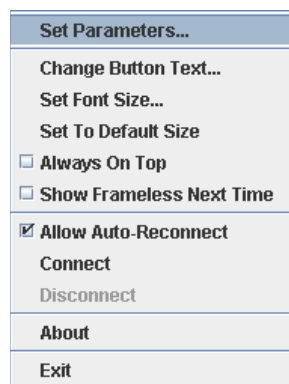 Set Parameters...
Change Button Text...
Set Font Size...
Set To Default Size
Always On Top
Show Frameless Next Time
Allow Auto-Reconnect
Connect
Disconnect
About
Exit